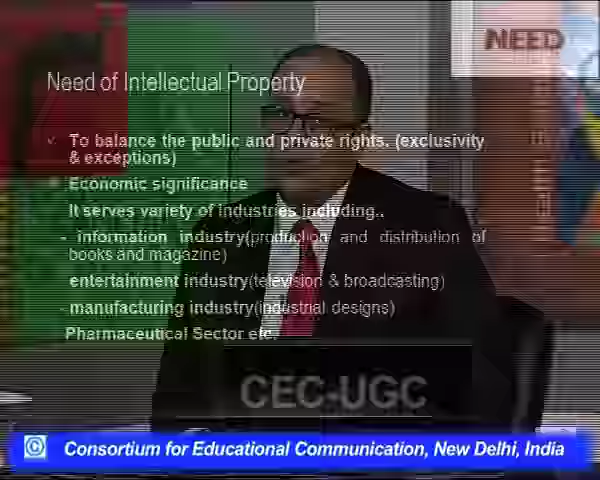 NEED
Need of Intellectual Property
✓ To balance the public and private rights. (exclusivity
& exceptions)
Economic significance
It serves variety of industries including..
- information industry(production and distribution of
books and magazine)
entertainment industry(television & broadcasting)
- manufacturing industry(industrial designs)
Pharmaceutical Sector etc.
CEC-UGC
© Consortium for Educational Communication, New Delhi, India